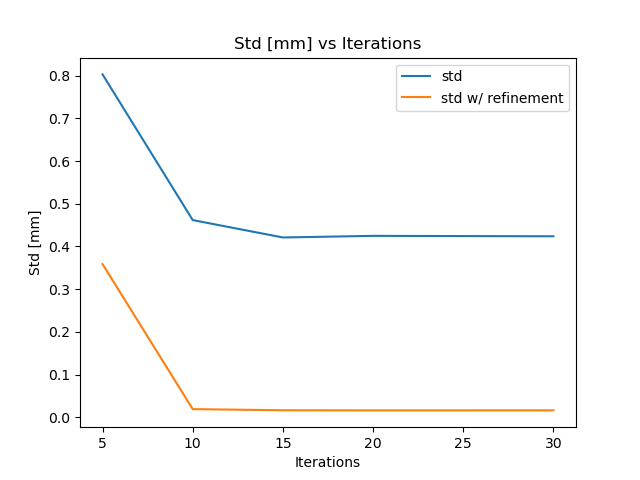 Std [mm] vs Iterations
std
std w/ refinement
Std [mm]
0.8
0.7
0.6
0.5
0.4
0.3
0.2
0.1
0.0
5 10 15 20 25 30
Iterations